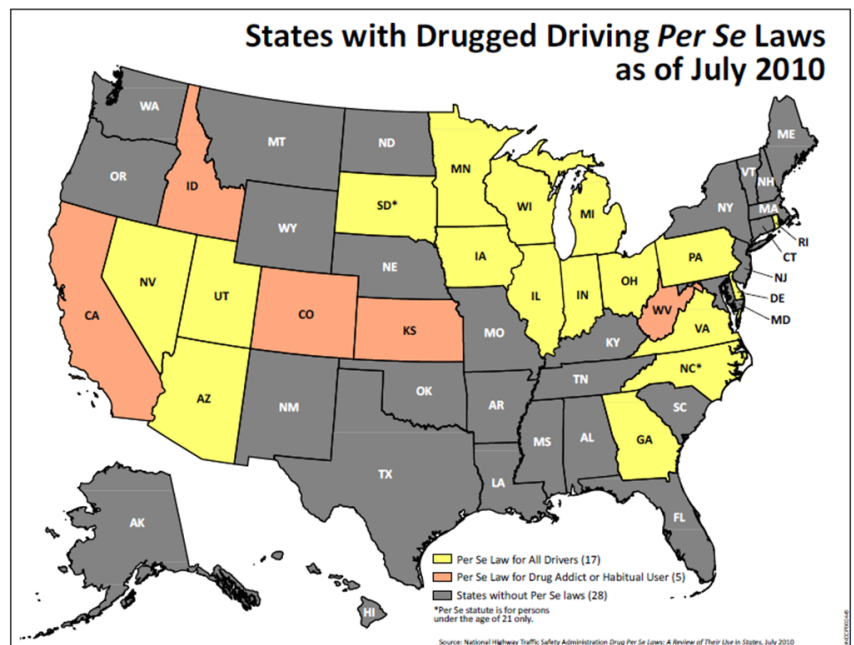 States with Drugged Driving Per Se Laws
as of July 2010
WA
MT
ND
MN
ME
OR
ID
SD*
WI
MI
VT
NH
NY
MA
WY
RI
CT
IA
PA
NE
NJ
NV
UT
IL
IN
OH
DE
MD
CA
CO
KS
WV
VA
MO
KY
NC*
TN
AZ
NM
OK
AR
SC
MS
AL
GA
TX
LA
FL
AK
HI
Per Se Law for All Drivers (17)
Per Se Law for Drug Addict or Habitual User (5)
States without Per Se laws (28)
*Per Se statute is for persons
under the age of 21 only.
Source: National Highway Traffic Safety Administration Drug Per Se Laws: A Review of Their Use in States, July 2010